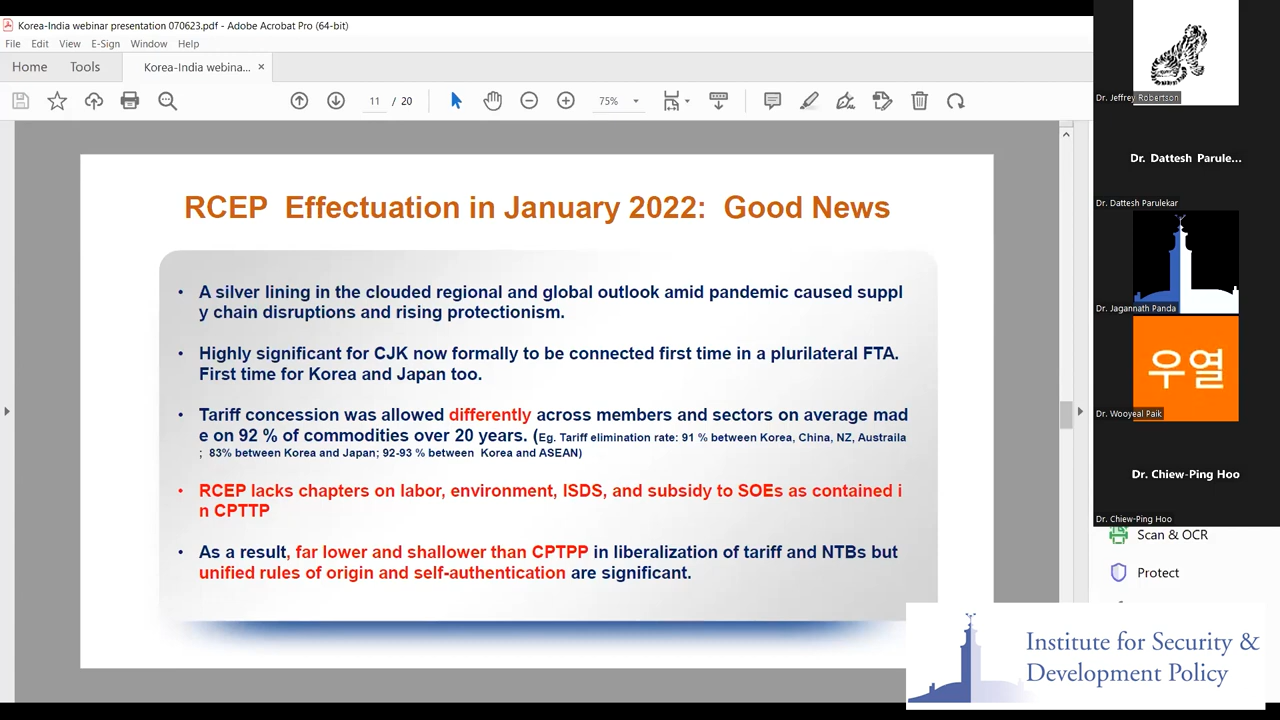 Korea-India webinar presentation 070623.pdf - Adobe Acrobat Pro (64-bit)
File Edit View E-Sign Window Help
Home Tools Korea-India webina... ×
11 / 20 75%
RCEP Effectuation in January 2022: Good News
• A silver lining in the clouded regional and global outlook amid pandemic caused suppl
y chain disruptions and rising protectionism.
• Highly significant for CJK now formally to be connected first time in a plurilateral FTA.
First time for Korea and Japan too.
• Tariff concession was allowed differently across members and sectors on average mad
e on 92 % of commodities over 20 years. (Eg. Tariff elimination rate: 91 % between Korea, China, NZ, Austraila
; 83% between Korea and Japan; 92-93 % between Korea and ASEAN)
• RCEP lacks chapters on labor, environment, ISDS, and subsidy to SOEs as contained i
n CPTTP
• As a result, far lower and shallower than CPTPP in liberalization of tariff and NTBs but
unified rules of origin and self-authentication are significant.
Dr. Jeffrey Robertson
Dr. Dattesh Parule...
Dr. Dattesh Parulekar
Dr. Jagannath Panda
우열
Dr. Wooyeal Paik
Dr. Chiew-Ping Hoo
Dr. Chiew-Ping Hoo
Scan & OCR
Protect
Institute for Security &
Development Policy